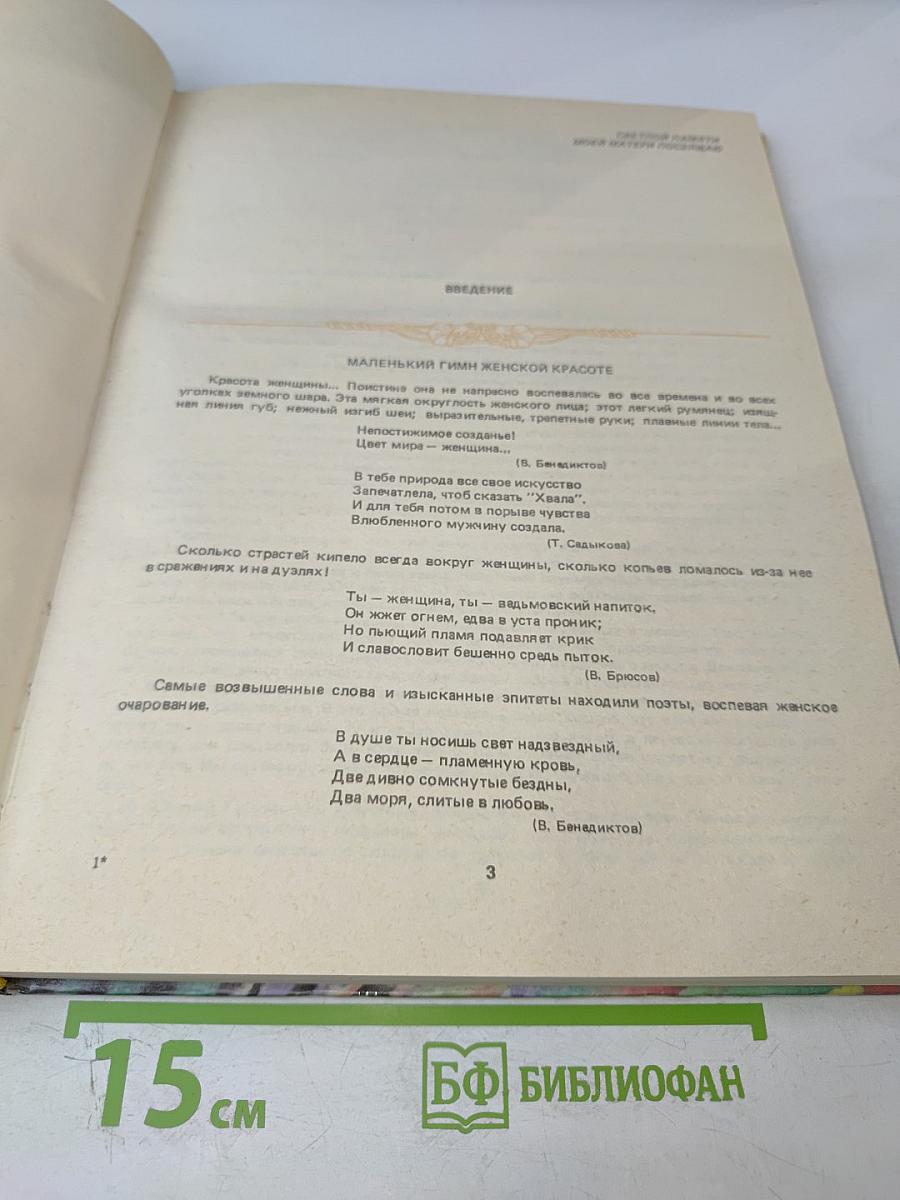 СВЕТЛОЙ ПАМЯТИ
МОЕЙ МАТЕРИ ПОСВЯЩАЮ
ВВЕДЕНИЕ
МАЛЕНЬКИЙ ГИМН ЖЕНСКОЙ КРАСОТЕ
Красота женщины... Поистине она не напрасно воспевалась во все времена и во всех
уголках земного шара. Эта мягкая округлость женского лица; этот легкий румянец; изящ-
ная линия губ; нежный изгиб шеи; выразительные, трепетные руки; плавные линии тела...
Непостижимое созданье!
Цвет мира — женщина...
(В. Бенедиктов)
В тебе природа все свое искусство
Запечатлела, чтоб сказать "Хвала".
И для тебя потом в порыве чувства
Влюбленного мужчину создала.
(Т. Садыкова)
Сколько страстей кипело всегда вокруг женщины, сколько копьев ломалось из-за нее
в сражениях и на дуэлях!
Ты — женщина, ты — ведьмовский напиток.
Он жжет огнем, едва в уста проник;
Но пьющий пламя подавляет крик
И славословит бешенно средь пыток.
(В. Брюсов)
Самые возвышенные слова и изысканные эпитеты находили поэты, воспевая женское
очарование.
В душе ты носишь свет надзвездный,
А в сердце — пламенную кровь,
Две дивно сомкнутые бездны,
Два моря, слитые в любовь.
(В. Бенедиктов)
1*
3
15 см
БФ БИБЛИОФАН